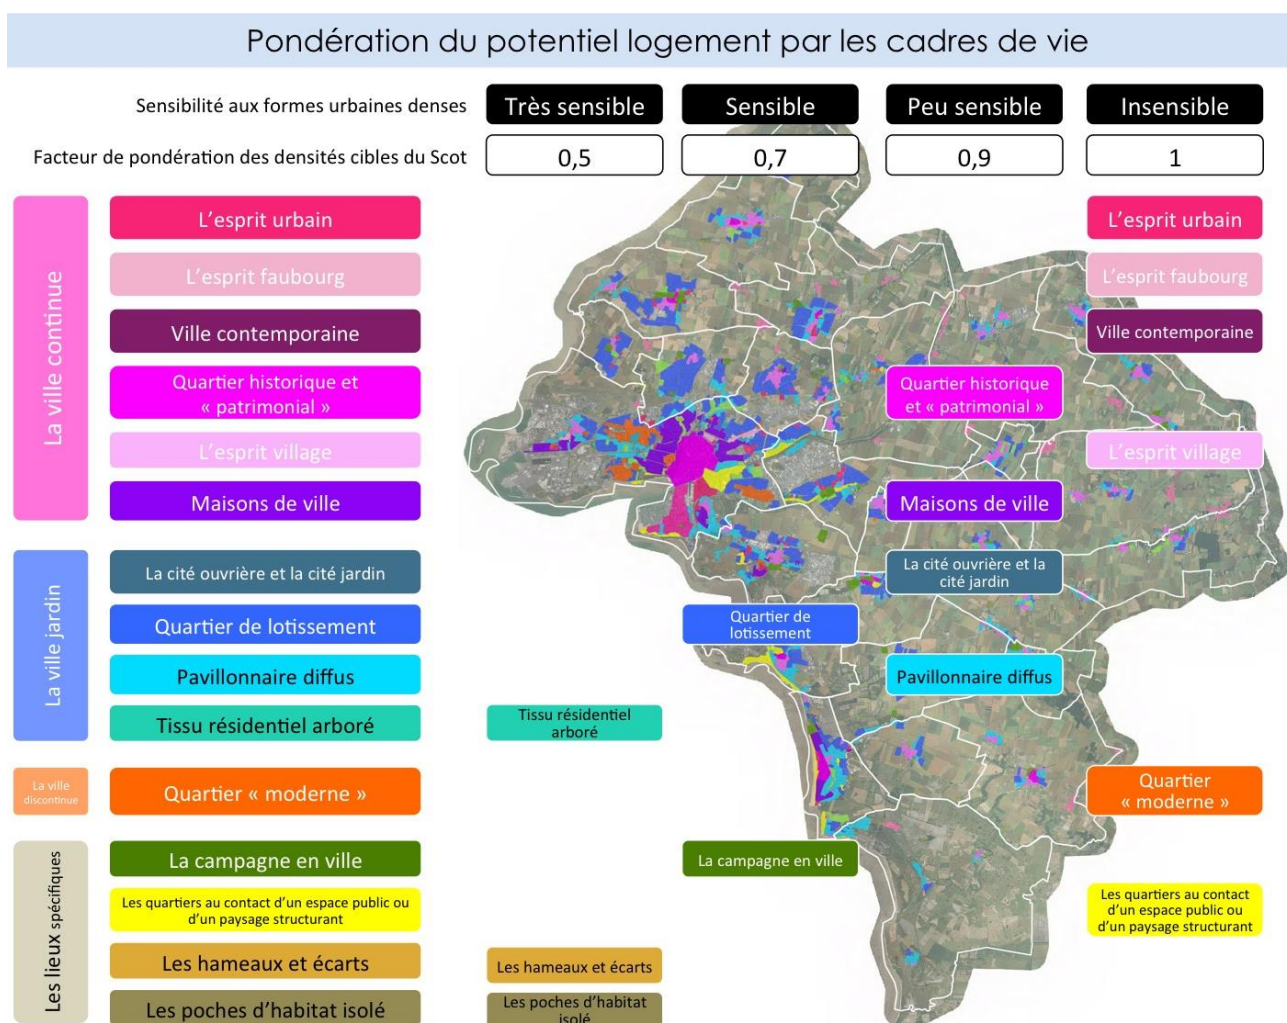 Pondération du potentiel logement par les cadres de vie
Sensibilité aux formes urbaines denses
Très sensible
Sensible
Peu sensible
Insensible
Facteur de pondération des densités cibles du Scot
0,5
0,7
0,9
1
La ville continue
L’esprit urbain
L’esprit urbain
L’esprit faubourg
L’esprit faubourg
Ville contemporaine
Ville contemporaine
Quartier historique et
« patrimonial »
Quartier historique
et « patrimonial »
L’esprit village
L’esprit village
Maisons de ville
Maisons de ville
La ville jardin
La cité ouvrière et la cité jardin
La cité ouvrière et la
cité jardin
Quartier de lotissement
Quartier de
lotissement
Pavillonnaire diffus
Pavillonnaire diffus
Tissu résidentiel arboré
Tissu résidentiel
arboré
La ville
discontinue
Quartier « moderne »
Quartier
« moderne »
Les lieux spécifiques
La campagne en ville
La campagne en ville
Les quartiers au contact d’un espace public ou
d’un paysage structurant
Les quartiers au contact
d’un espace public ou
d’un paysage structurant
Les hameaux et écarts
Les hameaux et écarts
Les poches d’habitat isolé
Les poches d’habitat
isolé